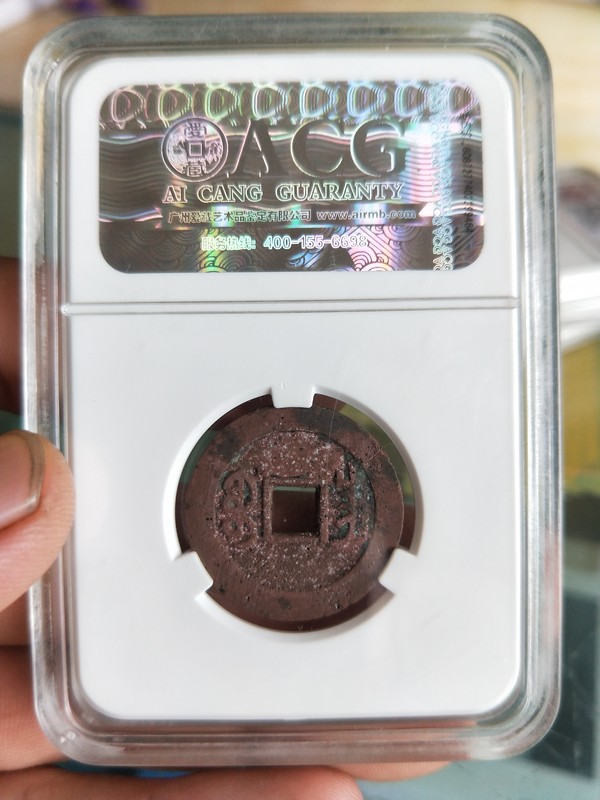 ACG
AI CANG GUARANTY
广州爱藏艺术品鉴定有限公司 www.airmb.com
服务热线：400-155-6698